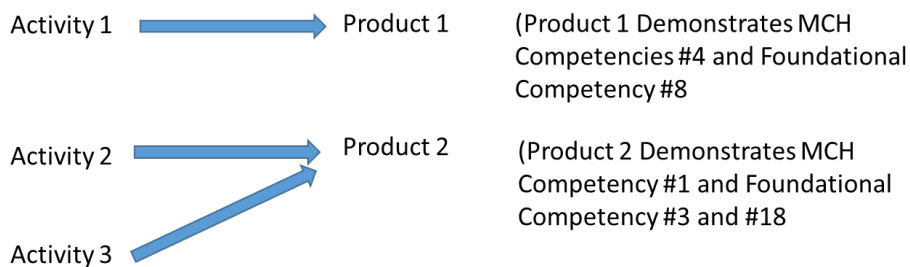 Activity 1
Product 1
(Product 1 Demonstrates MCH
Competencies #4 and Foundational
Competency #8
Activity 2
Product 2
(Product 2 Demonstrates MCH
Competency #1 and Foundational
Competency #3 and #18
Activity 3